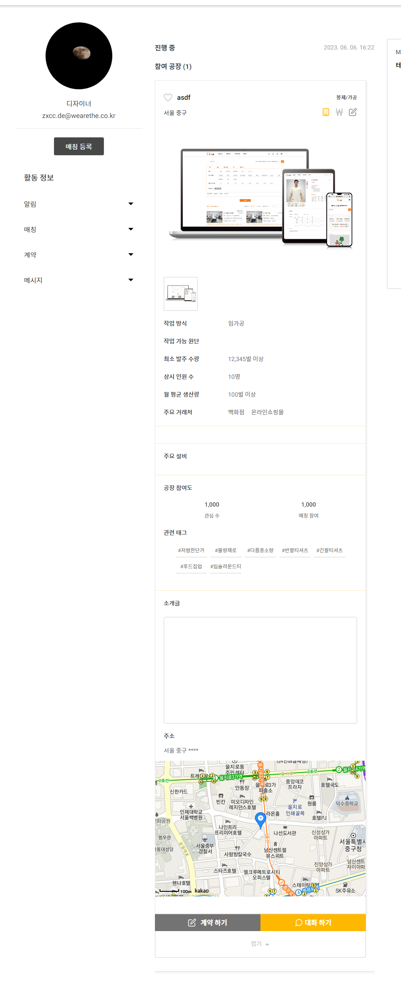 디자이너
zxcc.de@wearethe.co.kr
매칭 등록
활동 정보
알림
매칭
계약
메시지
진행 중
2023. 06. 06. 16:22
참여 공장 (1)
asdf
봉제/가공
서울 중구
작업 방식
임가공
작업 가능 원단
최소 발주 수량
12,345벌 이상
상시 인원 수
10명
월 평균 생산량
100벌 이상
주요 거래처
백화점 온라인쇼핑몰
주요 설비
공장 참여도
1,000
관심 수
1,000
매칭 참여
관련 태그
#저렴한단가 #불량제로 #다품종소량 #반팔티셔츠 #긴팔티셔츠
#후드집업 #입술라운드티
소개글
주소
서울 중구 ****
(24년09월예정)
을지로동
주민센터
2호선
을지로3가역
을지로
2호선
신한카드
안동장
파출소
중앙데코
프라자
호텔국도
빈칸
미오디자인
레지던스호텔
을지로
인쇄골목
원룸
덕수중학교
인제대학교
서울백병원
라온홀
호텔PJ
나인트리
프리미어호텔
나선도서관
신성상가
아파트
범우관
삼일대로
서울중부
경찰서
3호선
중구청
사랑방칼국수
남산센트럴
뷰스위트
진양상가
아파트
남산센트
자이아파
스타즈호텔
엘크루메트로시티
오피스텔
헨나호텔
SK주유소
100m
kakao
계약 하기
대화 하기
접기
M
테